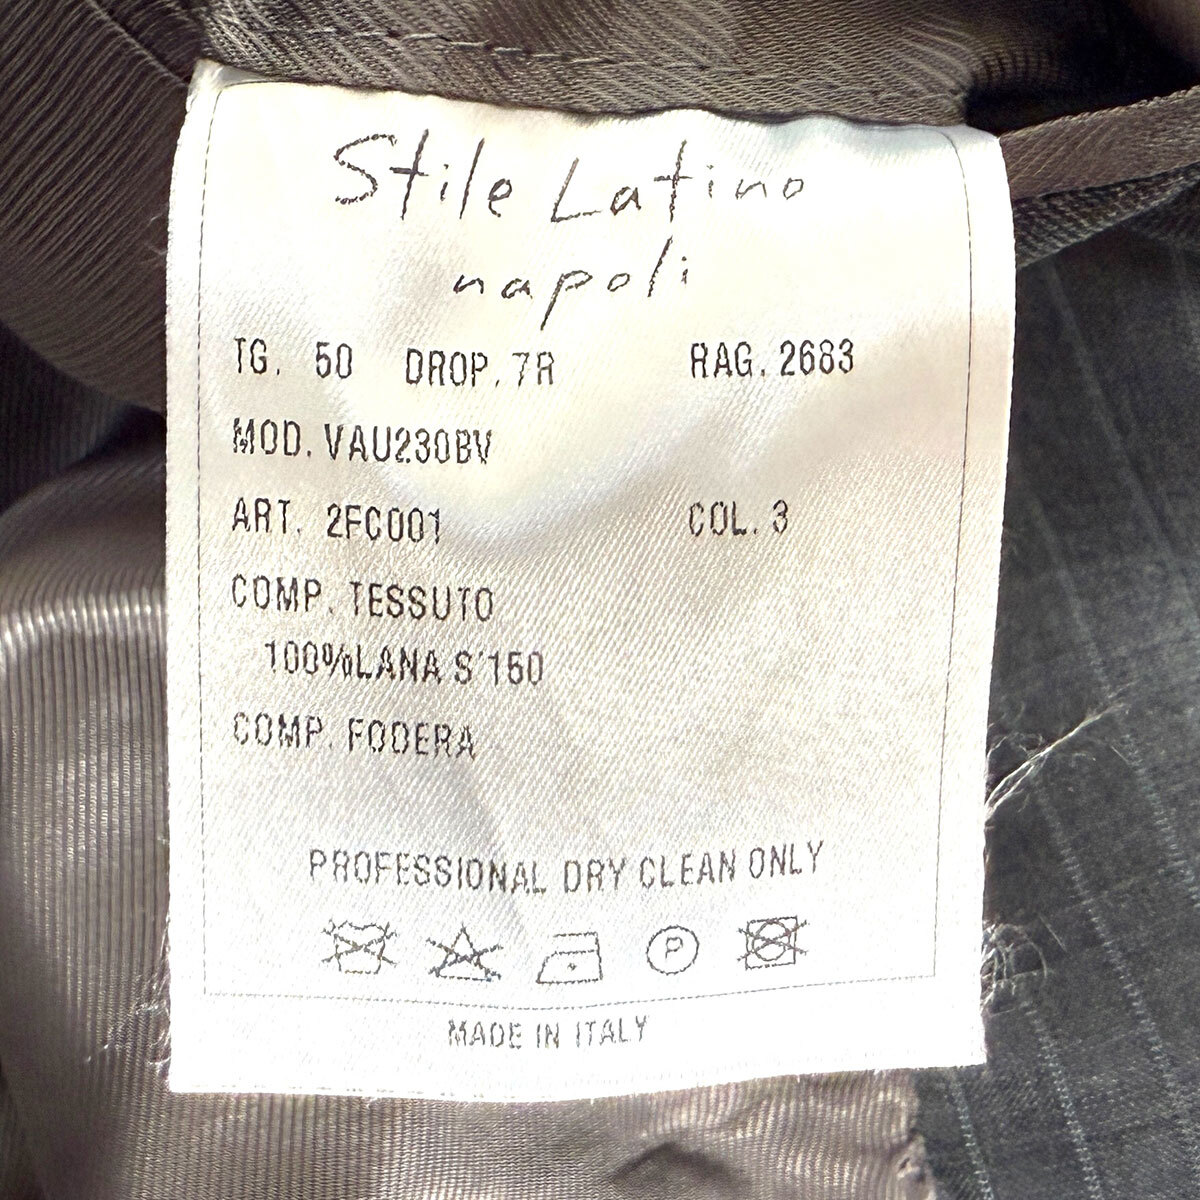 Stile Latino
napoli
TG. 50 DROP. 7R RAG. 2683
MOD. VAU230BV
ART. 2FC001 COL. 3
COMP. TESSUTO
100%LANA S'150
COMP. FODERA
PROFESSIONAL DRY CLEAN ONLY
P
MADE IN ITALY